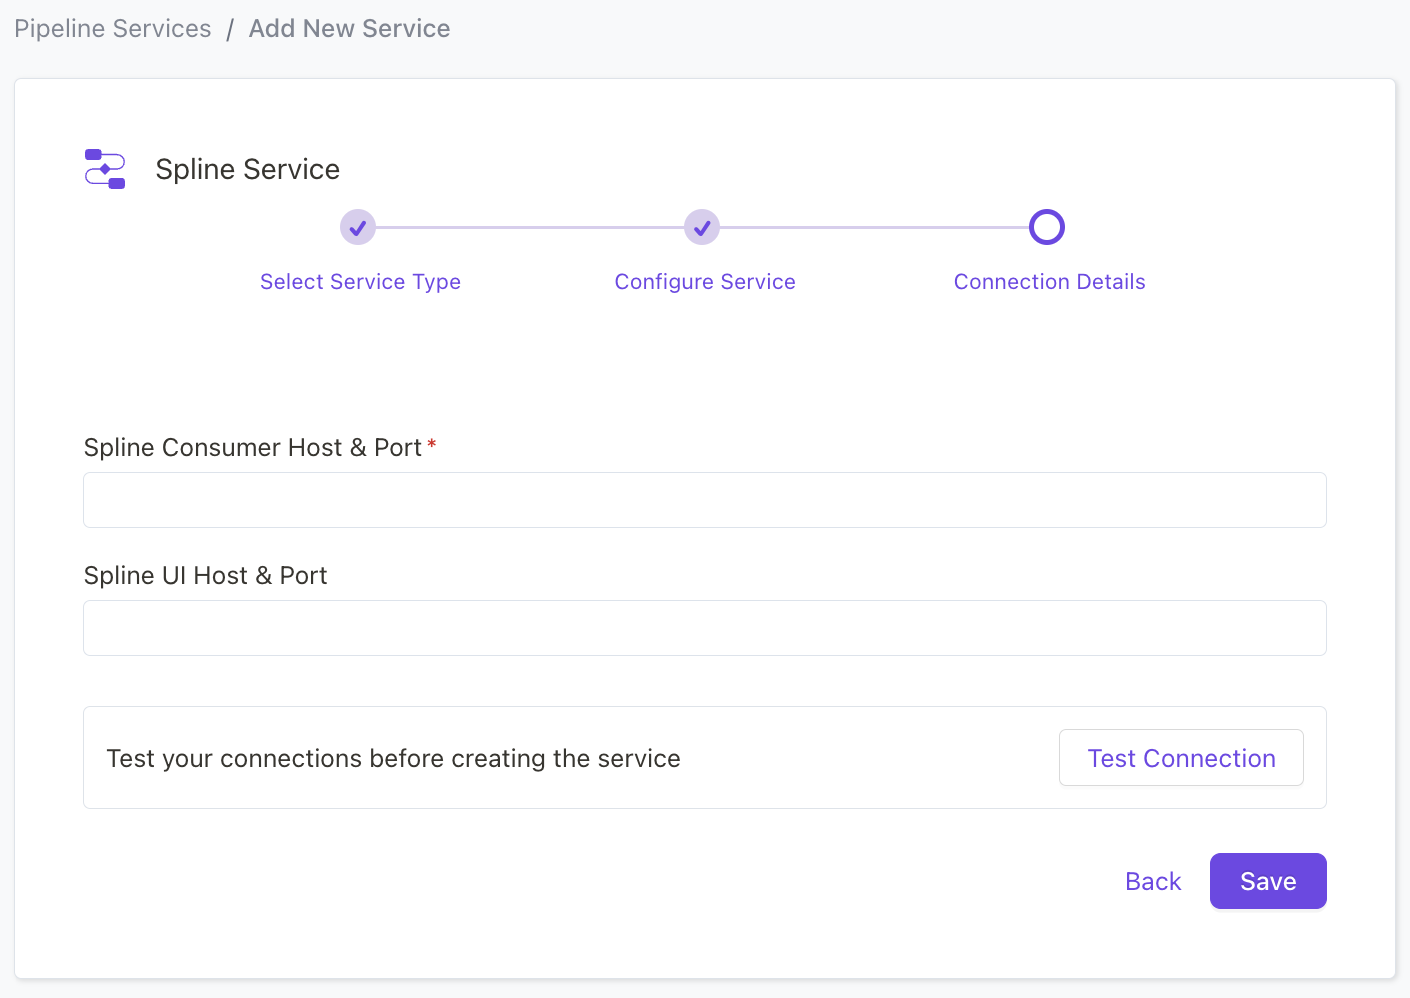 Pipeline Services / Add New Service
Spline Service
Select Service Type
Configure Service
Connection Details
Spline Consumer Host & Port *
Spline UI Host & Port
Test your connections before creating the service
Test Connection
Back
Save